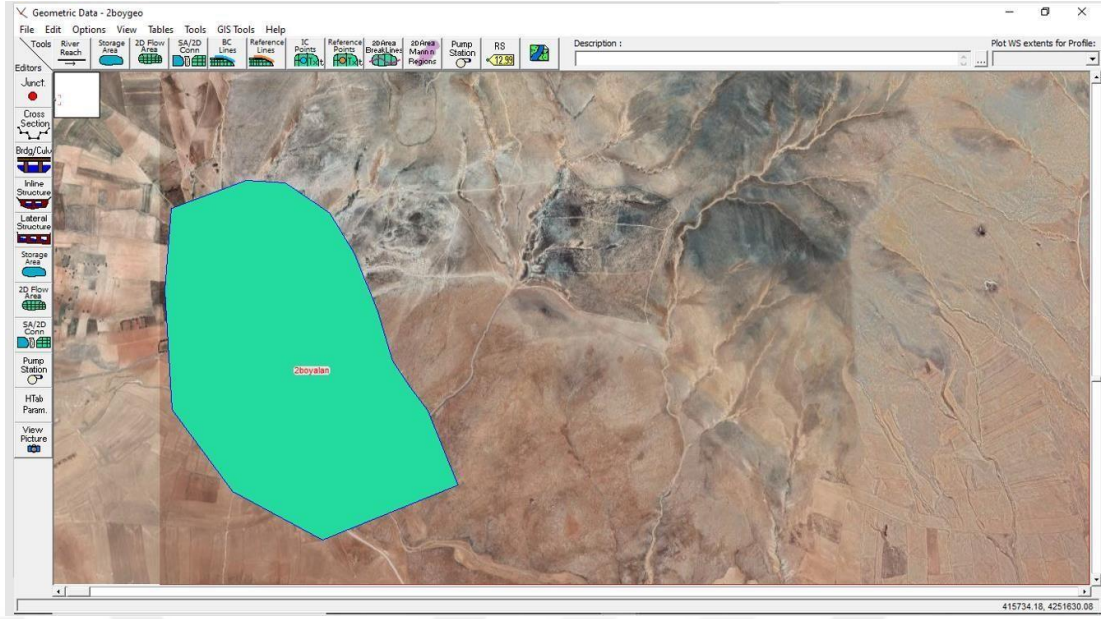 Geometric Data - 2boygeo
File Edit Options View Tables Tools GIS Tools Help
Tools
Editors
River
Reach
Storage
Area
2D Flow
Area
SA/2D
Conn
BC
Lines
Reference
Lines
IC
Points
Reference
Points
2D Area
BreakLines
2D Area
Mann n
Regions
Pump
Station
RS
12.99
Description :
...
Plot WS extents for Profile:
Junct.
Cross
Section
Brdg/Culv
Inline
Structure
Lateral
Structure
Storage
Area
2D Flow
Area
SA/2D
Conn
Pump
Station
HTab
Param.
View
Picture
2boyalan
415734.18, 4251630.08